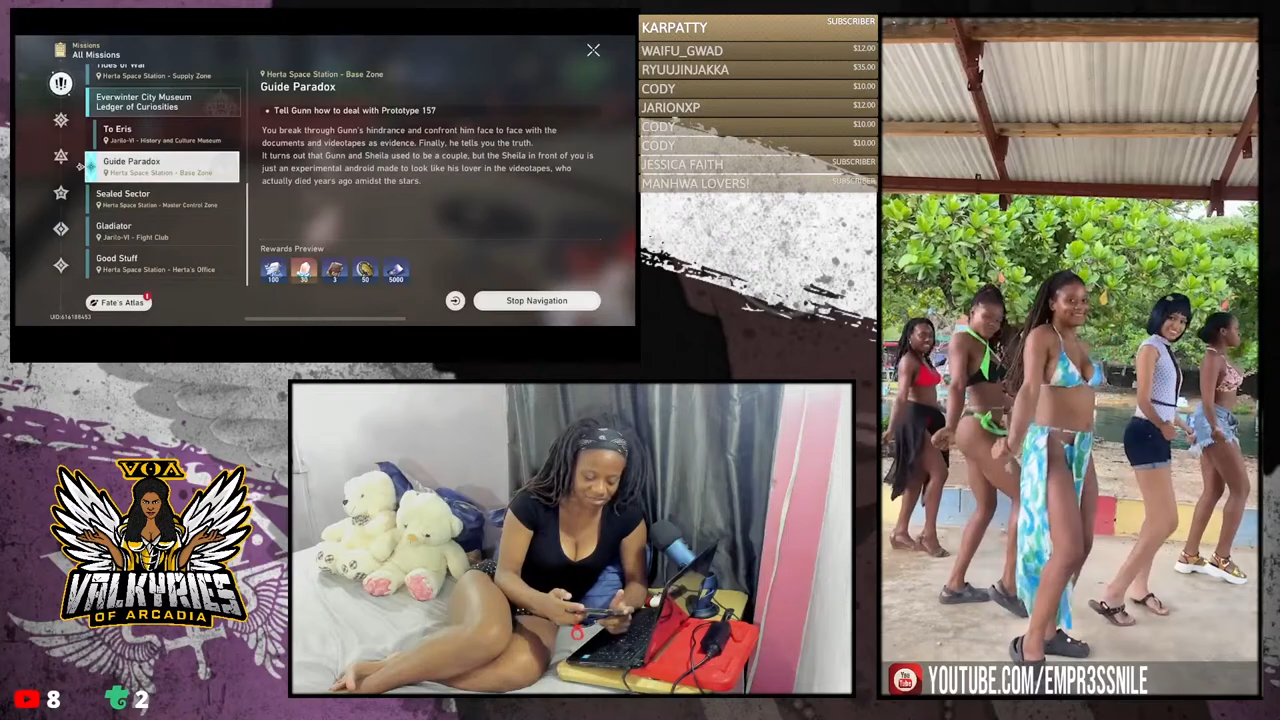 Missions
All Missions
Tides of War
Herta Space Station - Supply Zone
Everwinter City Museum
Ledger of Curiosities
To Eris
Jarilo-VI - History and Culture Museum
Guide Paradox
Herta Space Station - Base Zone
Sealed Sector
Herta Space Station - Master Control Zone
Gladiator
Jarilo-VI - Fight Club
Good Stuff
Herta Space Station - Herta's Office
Fate's Atlas
UID:616188453
Herta Space Station - Base Zone
Guide Paradox
Tell Gunn how to deal with Prototype 157
You break through Gunn's hindrance and confront him face to face with the
documents and videotapes as evidence. Finally, he tells you the truth.
It turns out that Gunn and Sheila used to be a couple, but the Sheila in front of you is
just an experimental android made to look like his lover in the videotapes, who
actually died years ago amidst the stars.
Rewards Preview
100 30 3 50 5000
Stop Navigation
KARPATTY SUBSCRIBER
WAIFU_GWAD $12.00
RYUUJINJAKKA $35.00
CODY $10.00
JARIONXP $12.00
CODY $10.00
CODY $10.00
JESSICA FAITH SUBSCRIBER
MANHWA LOVERS! SUBSCRIBER
VOA
VALKYRIES
OF ARCADIA
8 2
You Tube
YOUTUBE.COM/EMPR3SSNILE